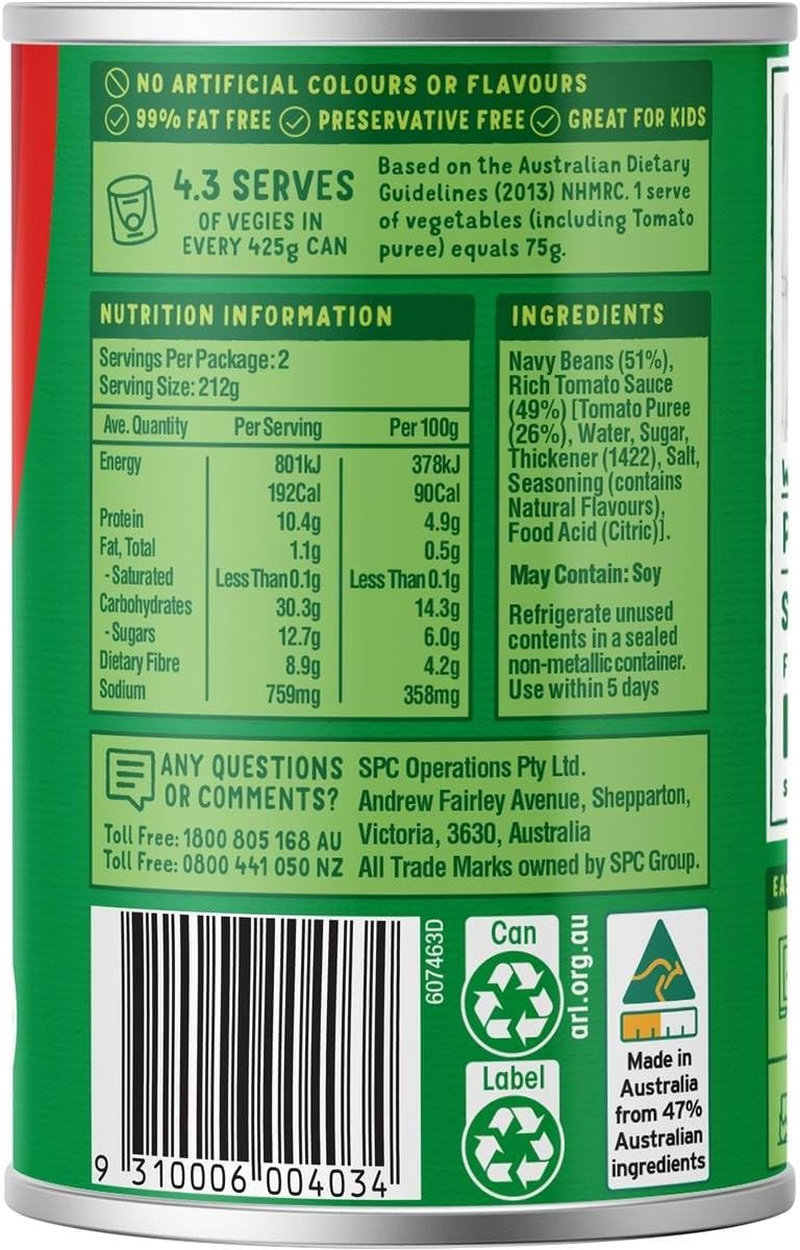 NO ARTIFICIAL COLOURS OR FLAVOURS
99% FAT FREE PRESERVATIVE FREE GREAT FOR KIDS
4.3 SERVES
OF VEGIES IN
EVERY 425g CAN
Based on the Australian Dietary
Guidelines (2013) NHMRC. 1 serve
of vegetables (including Tomato
puree) equals 75g.
NUTRITION INFORMATION
Servings Per Package: 2
Serving Size: 212g
Ave. Quantity Per Serving Per 100g
Energy 801kJ 378kJ
192Cal 90Cal
Protein 10.4g 4.9g
Fat, Total 1.1g 0.5g
- Saturated Less Than 0.1g Less Than 0.1g
Carbohydrates 30.3g 14.3g
- Sugars 12.7g 6.0g
Dietary Fibre 8.9g 4.2g
Sodium 759mg 358mg
INGREDIENTS
Navy Beans (51%),
Rich Tomato Sauce
(49%) [Tomato Puree
(26%), Water, Sugar,
Thickener (1422), Salt,
Seasoning (contains
Natural Flavours),
Food Acid (Citric)].
May Contain: Soy
Refrigerate unused
contents in a sealed
non-metallic container.
Use within 5 days
ANY QUESTIONS
OR COMMENTS?
Toll Free: 1800 805 168 AU
Toll Free: 0800 441 050 NZ
SPC Operations Pty Ltd.
Andrew Fairley Avenue, Shepparton,
Victoria, 3630, Australia
All Trade Marks owned by SPC Group.
9 310006 004034
607463D
Can
Label
arl.org.au
Made in
Australia
from 47%
Australian
ingredients